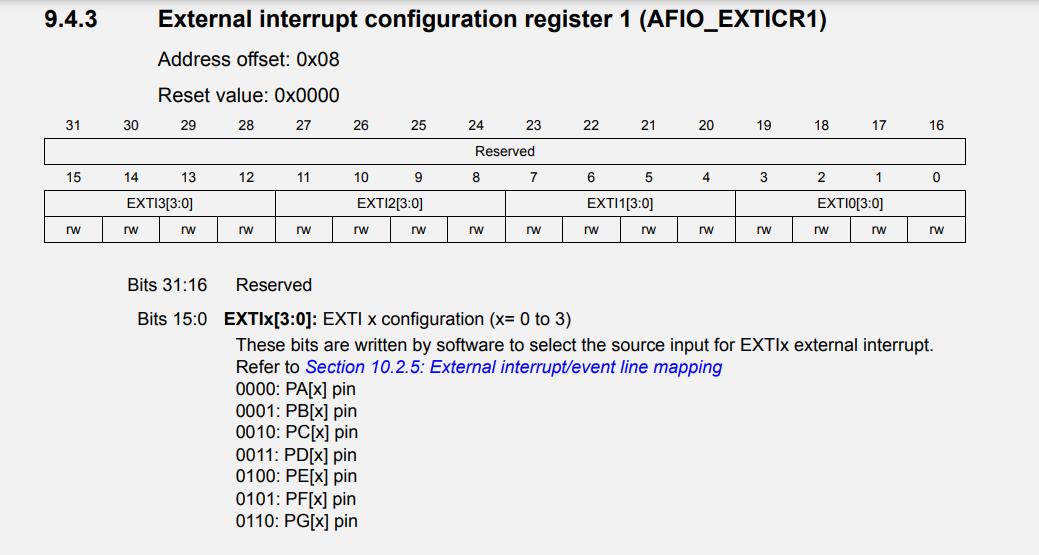 9.4.3 External interrupt configuration register 1 (AFIO_EXTICR1)
Address offset: 0x08
Reset value: 0x0000
31 30 29 28 27 26 25 24 23 22 21 20 19 18 17 16
Reserved
15 14 13 12 11 10 9 8 7 6 5 4 3 2 1 0
EXTI3[3:0] EXTI2[3:0] EXTI1[3:0] EXTI0[3:0]
rw rw rw rw rw rw rw rw rw rw rw rw rw rw rw rw
Bits 31:16 Reserved
Bits 15:0 EXTIx[3:0]: EXTI x configuration (x= 0 to 3)
These bits are written by software to select the source input for EXTIx external interrupt.
Refer to Section 10.2.5: External interrupt/event line mapping
0000: PA[x] pin
0001: PB[x] pin
0010: PC[x] pin
0011: PD[x] pin
0100: PE[x] pin
0101: PF[x] pin
0110: PG[x] pin